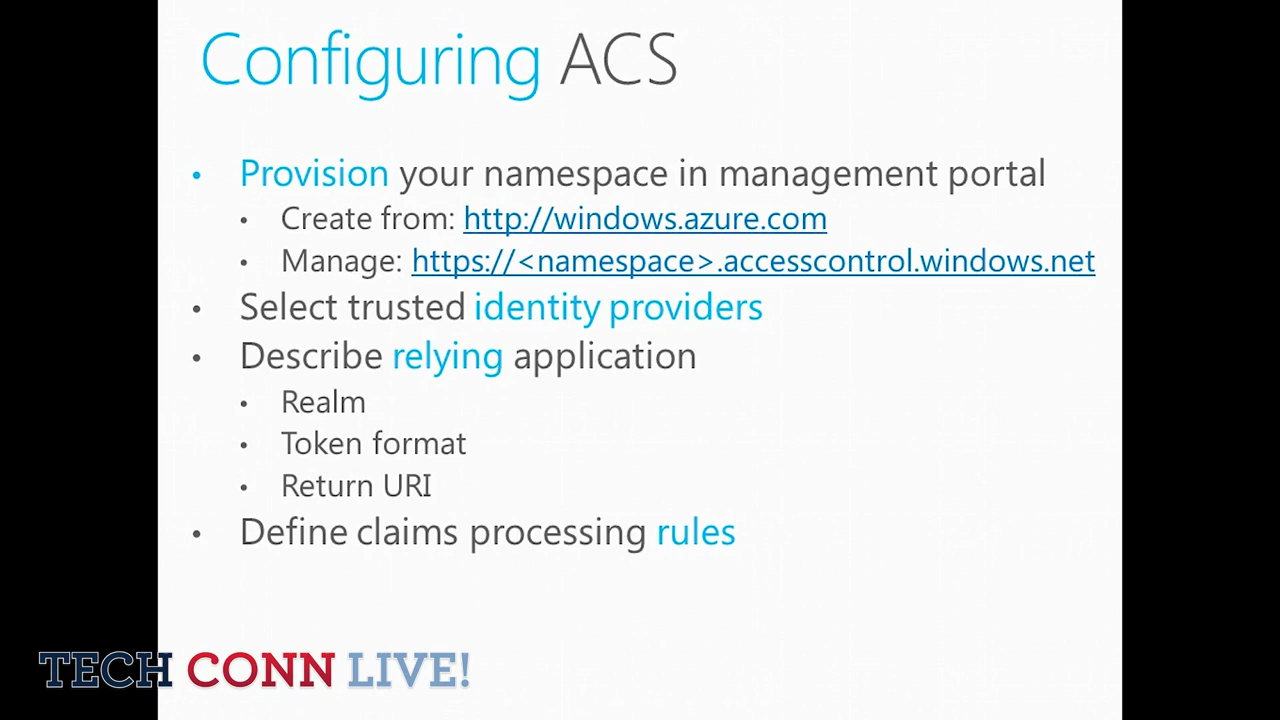 Configuring ACS
• Provision your namespace in management portal
• Create from: http://windows.azure.com
• Manage: https://<namespace>.accesscontrol.windows.net
• Select trusted identity providers
• Describe relying application
• Realm
• Token format
• Return URI
• Define claims processing rules
TECH CONN LIVE!